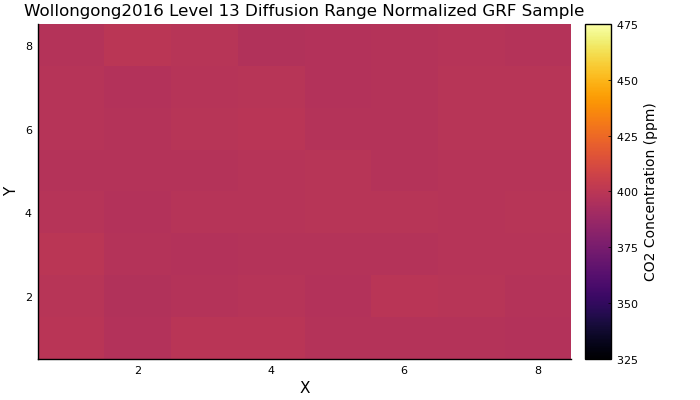 Wollongong2016 Level 13 Diffusion Range Normalized GRF Sample
8
6
4
2
Y
2 4 6 8
X
475
450
425
400
375
350
325
CO2 Concentration (ppm)